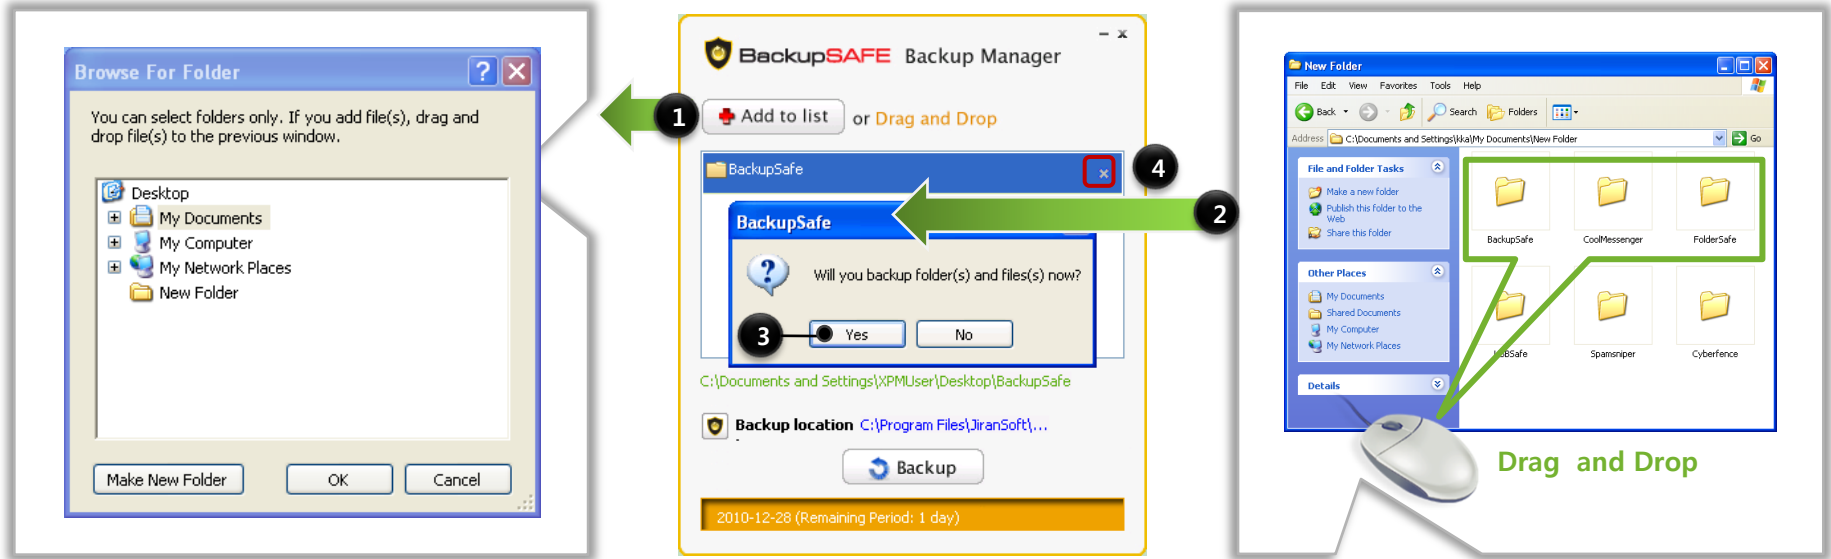 Browse For Folder
You can select folders only. If you add file(s), drag and
drop file(s) to the previous window.
Desktop
My Documents
My Computer
My Network Places
New Folder
Make New Folder
OK
Cancel
BackupSAFE Backup Manager
1
Add to list
or Drag and Drop
BackupSafe
4
2
BackupSafe
Will you backup folder(s) and files(s) now?
3
Yes
No
C:\Documents and Settings\XPMUser\Desktop\BackupSafe
Backup location C:\Program Files\JiranSoft\...
Backup
2010-12-28 (Remaining Period: 1 day)
New Folder
File Edit View Favorites Tools Help
Back Search Folders
Address C:\Documents and Settings\kka\My Documents\New Folder Go
File and Folder Tasks
Make a new folder
Publish this folder to the
Web
Share this folder
Other Places
My Documents
Shared Documents
My Computer
My Network Places
Details
BackupSafe CoolMessenger FolderSafe
Spamsniper Cyberfence
Drag and Drop